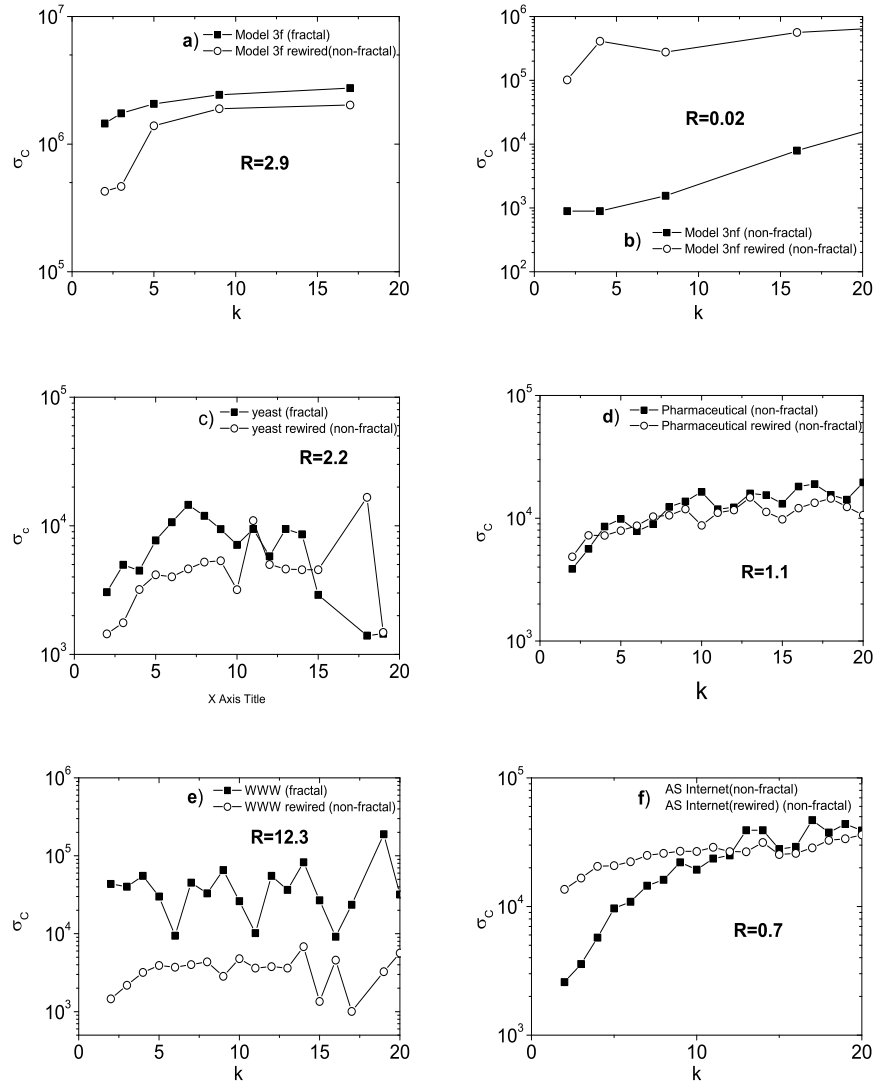 a) Model 3f (fractal)
Model 3f rewired(non-fractal)
R=2.9
10^7
10^6
10^5
σ_C
0 5 10 15 20
k
10^6
10^5
10^4
10^3
10^2
σ_C
R=0.02
b) Model 3nf (non-fractal)
Model 3nf rewired (non-fractal)
0 5 10 15 20
k
c) yeast (fractal)
yeast rewired (non-fractal)
R=2.2
10^5
10^4
10^3
σ_C
0 5 10 15 20
X Axis Title
d) Pharmaceutical (non-fractal)
Pharmaceutical rewired (non-fractal)
R=1.1
10^5
10^4
10^3
σ_C
0 5 10 15 20
k
e) WWW (fractal)
WWW rewired (non-fractal)
R=12.3
10^6
10^5
10^4
10^3
σ_C
0 5 10 15 20
k
f) AS Internet(non-fractal)
AS Internet(rewired) (non-fractal)
R=0.7
10^5
10^4
10^3
σ_C
0 10 20
k